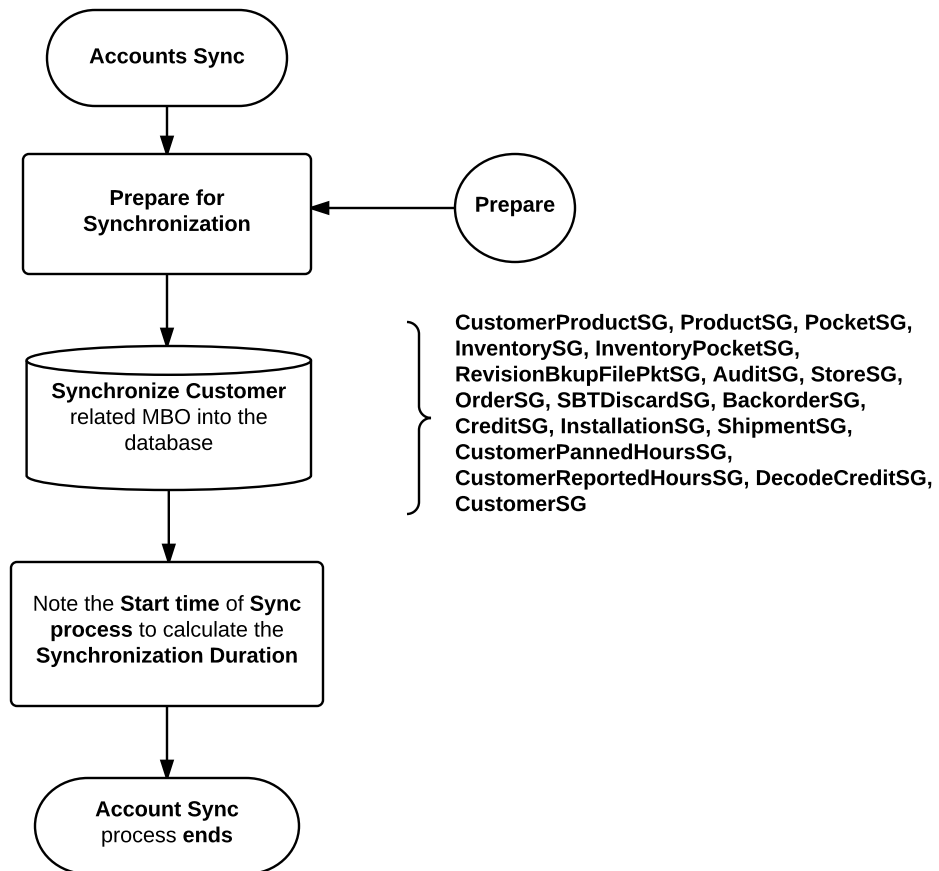 Accounts Sync
Prepare for
Synchronization
Prepare
Synchronize Customer
related MBO into the
database
CustomerProductSG, ProductSG, PocketSG,
InventorySG, InventoryPocketSG,
RevisionBkupFilePktSG, AuditSG, StoreSG,
OrderSG, SBTDiscardSG, BackorderSG,
CreditSG, InstallationSG, ShipmentSG,
CustomerPannedHoursSG,
CustomerReportedHoursSG, DecodeCreditSG,
CustomerSG
Note the Start time of Sync
process to calculate the
Synchronization Duration
Account Sync
process ends